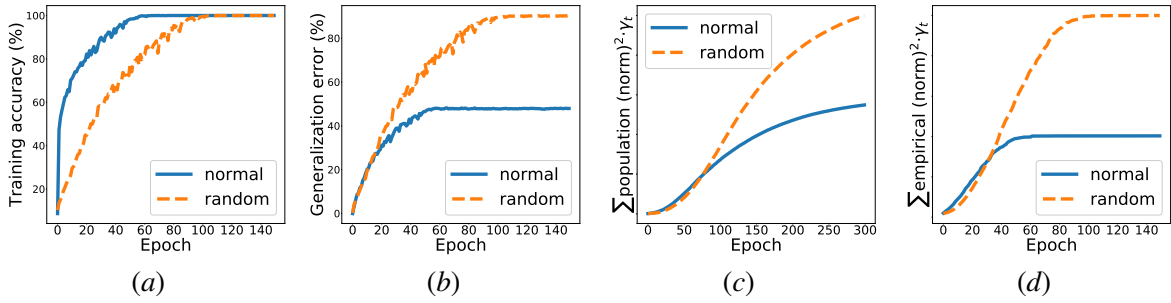 Training accuracy (%)
100
80
60
40
20
normal
random
0 20 40 60 80 100 120 140
Epoch
(a)
Generalization error (%)
80
60
40
20
0
normal
random
0 20 40 60 80 100 120 140
Epoch
(b)
∑population (norm)²·γₜ
normal
random
0 50 100 150 200 250 300
Epoch
(c)
∑empirical (norm)²·γₜ
normal
random
0 20 40 60 80 100 120 140
Epoch
(d)